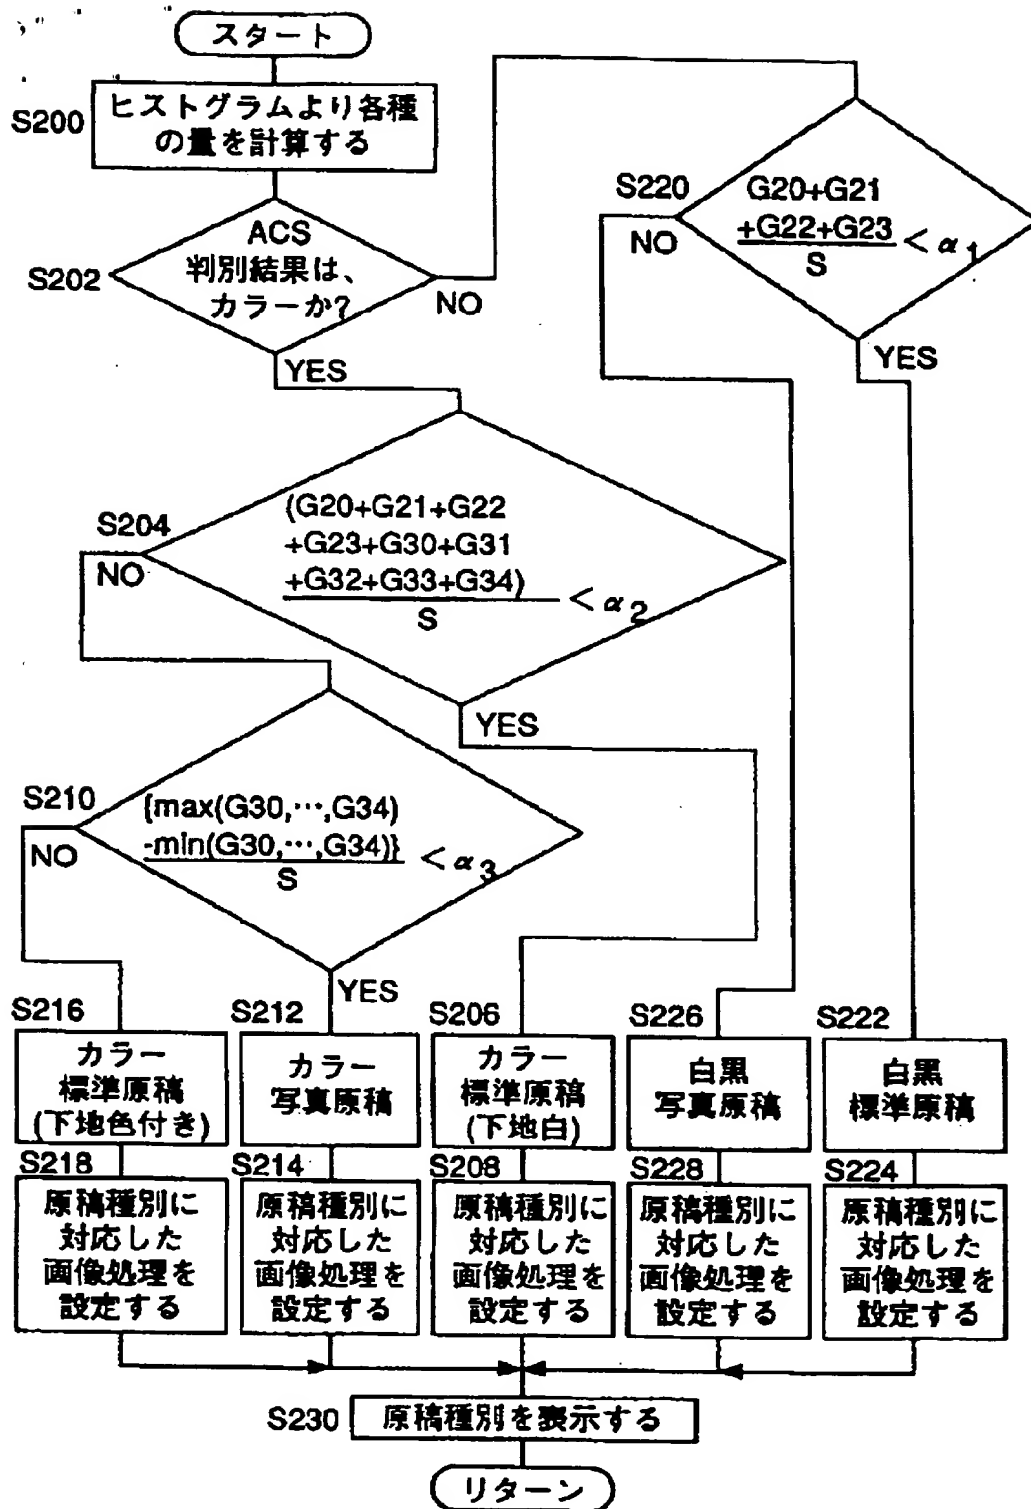 スタート
S200
ヒストグラムより各種
の量を計算する
S202
ACS
判別結果は、
カラーか?
NO
YES
S220
G20+G21
+G22+G23
S
< α1
NO
YES
S204
(G20+G21+G22
+G23+G30+G31
+G32+G33+G34)
S
< α2
NO
YES
S210
{max(G30,…,G34)
-min(G30,…,G34)}
S
< α3
NO
YES
S216
カラー
標準原稿
(下地色付き)
S212
カラー
写真原稿
S206
カラー
標準原稿
(下地白)
S226
白黒
写真原稿
S222
白黒
標準原稿
S218
原稿種別に
対応した
画像処理を
設定する
S214
原稿種別に
対応した
画像処理を
設定する
S208
原稿種別に
対応した
画像処理を
設定する
S228
原稿種別に
対応した
画像処理を
設定する
S224
原稿種別に
対応した
画像処理を
設定する
S230
原稿種別を表示する
リターン